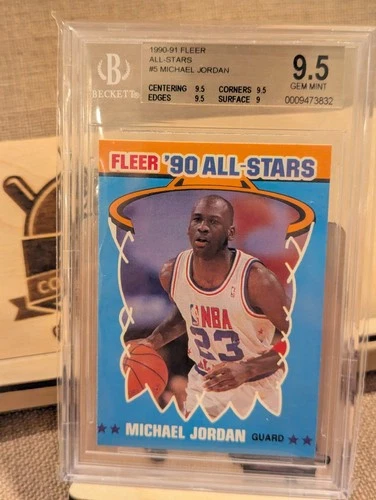 1990-91 FLEER
ALL-STARS
#5 MICHAEL JORDAN
B
BECKETT
CENTERING 9.5 CORNERS 9.5
EDGES 9.5 SURFACE 9
9.5
GEM MINT
0009473832
FLEER '90 ALL-STARS
NBA
23
MICHAEL JORDAN GUARD